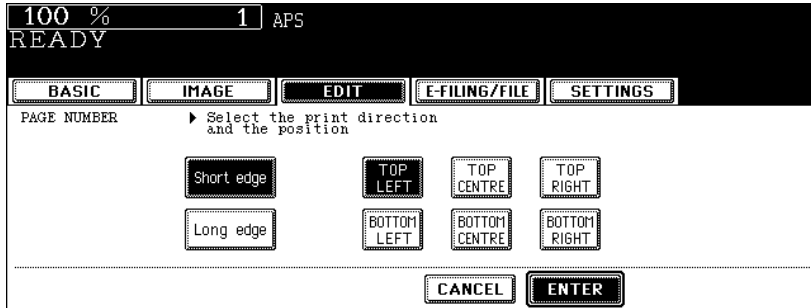 100 % 1 APS
READY
BASIC IMAGE EDIT E-FILING/FILE SETTINGS
PAGE NUMBER Select the print direction
and the position
Short edge TOP LEFT TOP CENTRE TOP RIGHT
Long edge BOTTOM LEFT BOTTOM CENTRE BOTTOM RIGHT
CANCEL ENTER